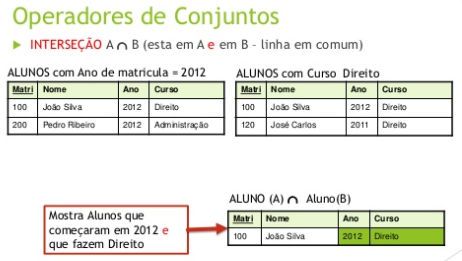 Operadores de Conjuntos
▶ INTERSEÇÃO A ∩ B (esta em A e em B - linha em comum)
ALUNOS com Ano de matricula = 2012
Matri Nome Ano Curso
100 João Silva 2012 Direito
200 Pedro Ribeiro 2012 Administração
ALUNOS com Curso Direito
Matri Nome Ano Curso
100 João Silva 2012 Direito
120 José Carlos 2011 Direito
Mostra Alunos que
começaram em 2012 e
que fazem Direito
ALUNO (A) ∩ Aluno(B)
Matri Nome Ano Curso
100 João Silva 2012 Direito